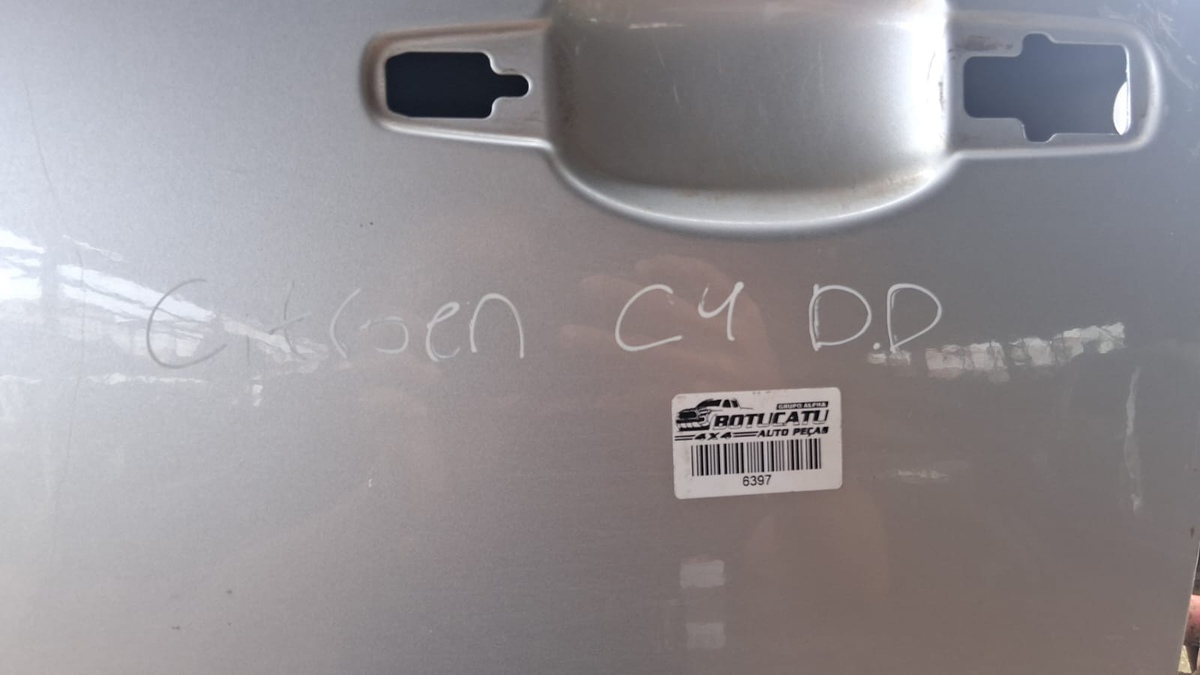 Citroen C4 D.D
GRUPO ALPHA
BOTUCATU
4X4 AUTO PEÇAS
6397